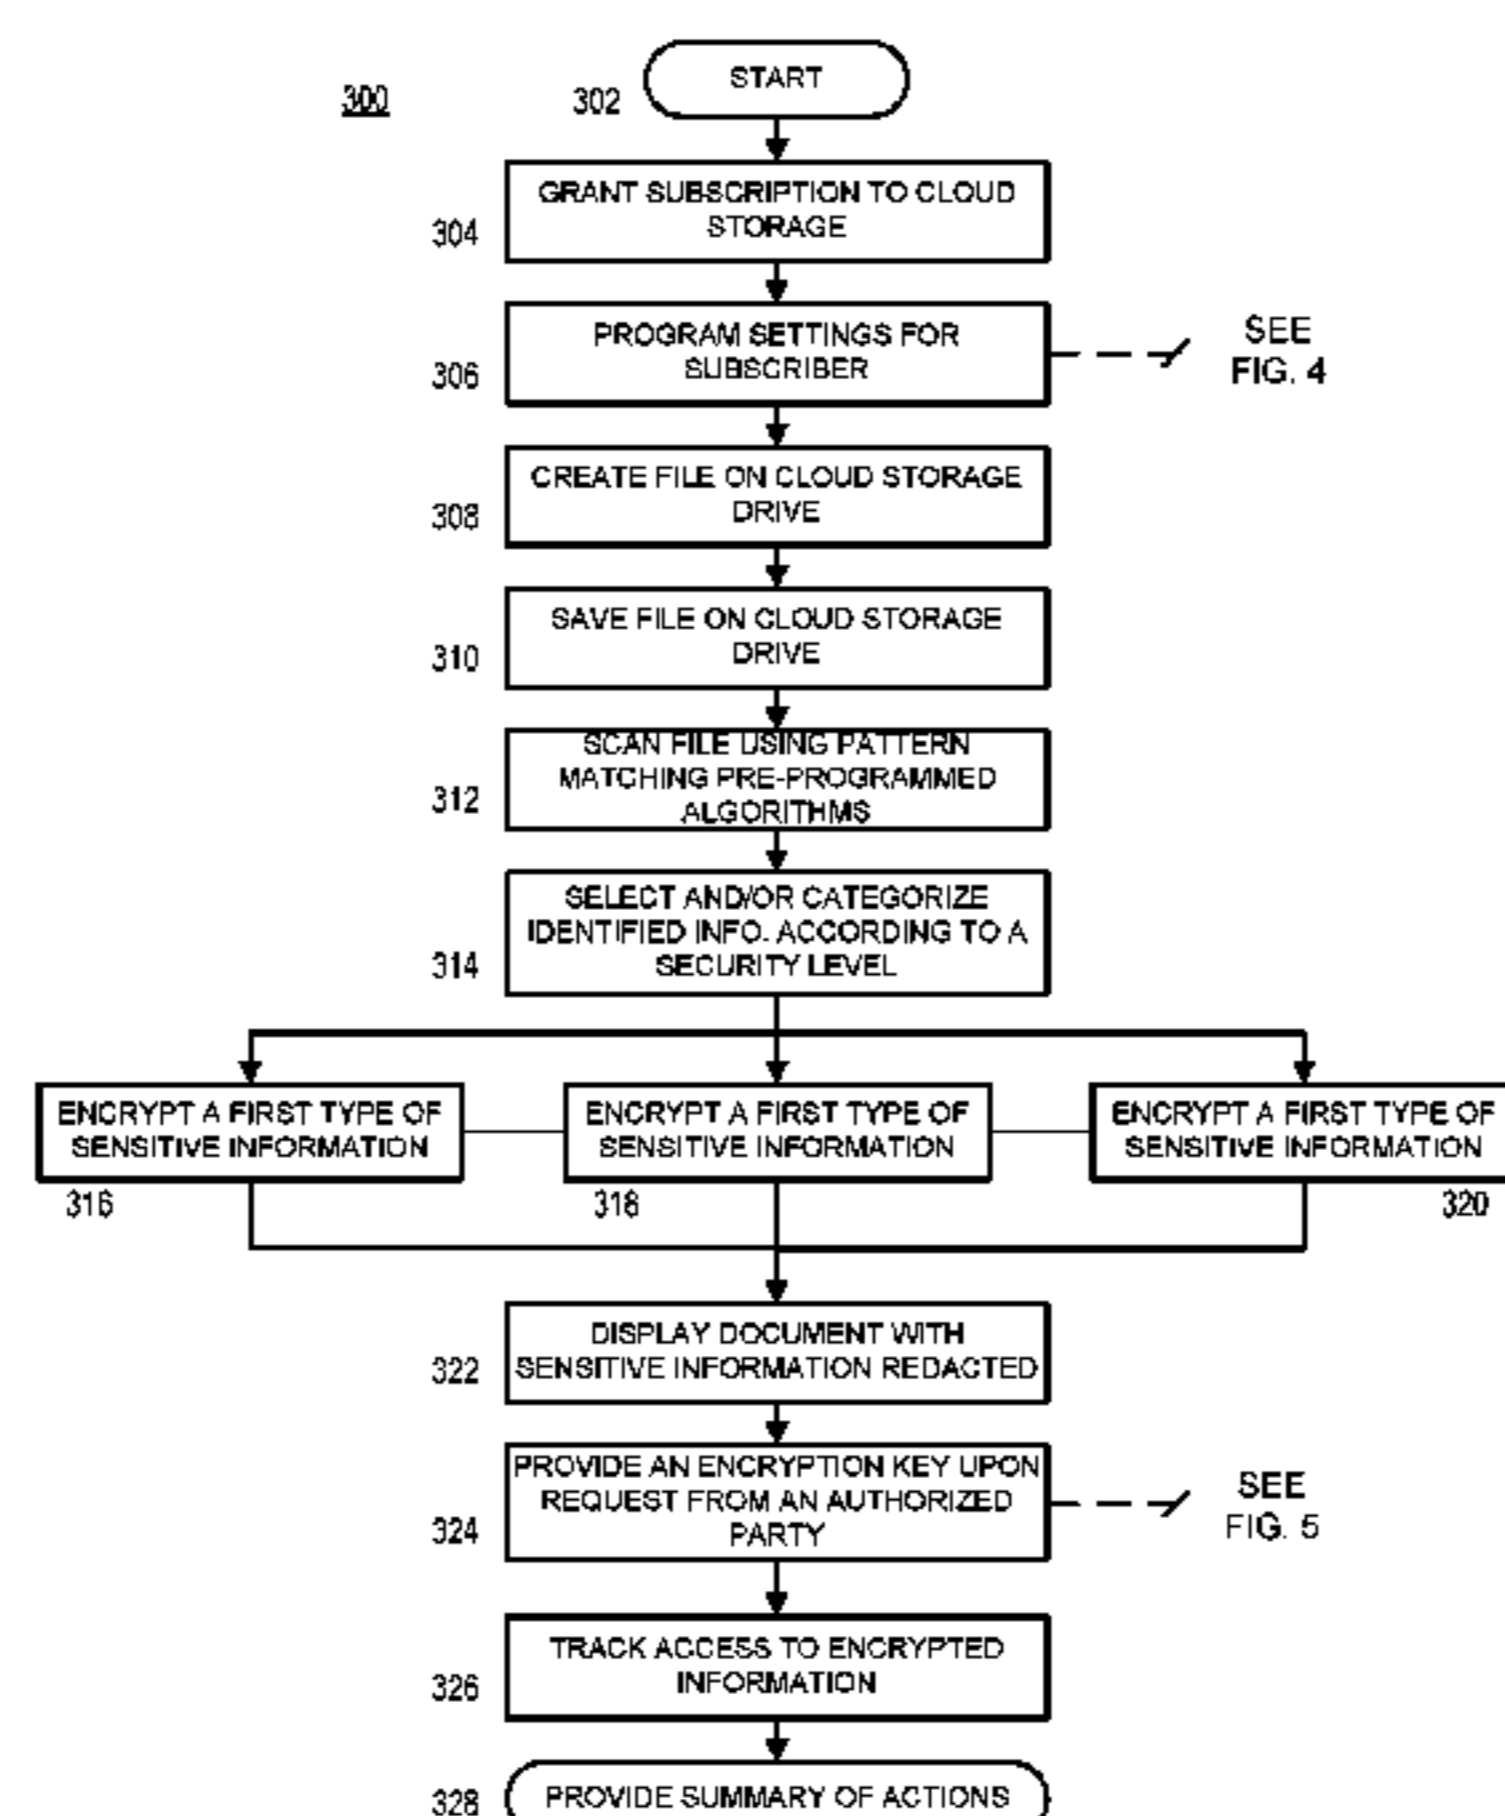 300
302
START
GRANT SUBSCRIPTION TO CLOUD
STORAGE
304
PROGRAM SETTINGS FOR
SUBSCRIBER
306
SEE
FIG. 4
CREATE FILE ON CLOUD STORAGE
DRIVE
308
SAVE FILE ON CLOUD STORAGE
DRIVE
310
SCAN FILE USING PATTERN
MATCHING PRE-PROGRAMMED
ALGORITHMS
312
SELECT AND/OR CATEGORIZE
IDENTIFIED INFO. ACCORDING TO A
SECURITY LEVEL
314
ENCRYPT A FIRST TYPE OF
SENSITIVE INFORMATION
316
ENCRYPT A FIRST TYPE OF
SENSITIVE INFORMATION
318
ENCRYPT A FIRST TYPE OF
SENSITIVE INFORMATION
320
DISPLAY DOCUMENT WITH
SENSITIVE INFORMATION REDACTED
322
PROVIDE AN ENCRYPTION KEY UPON
REQUEST FROM AN AUTHORIZED
PARTY
324
SEE
FIG. 5
TRACK ACCESS TO ENCRYPTED
INFORMATION
326
PROVIDE SUMMARY OF ACTIONS
328